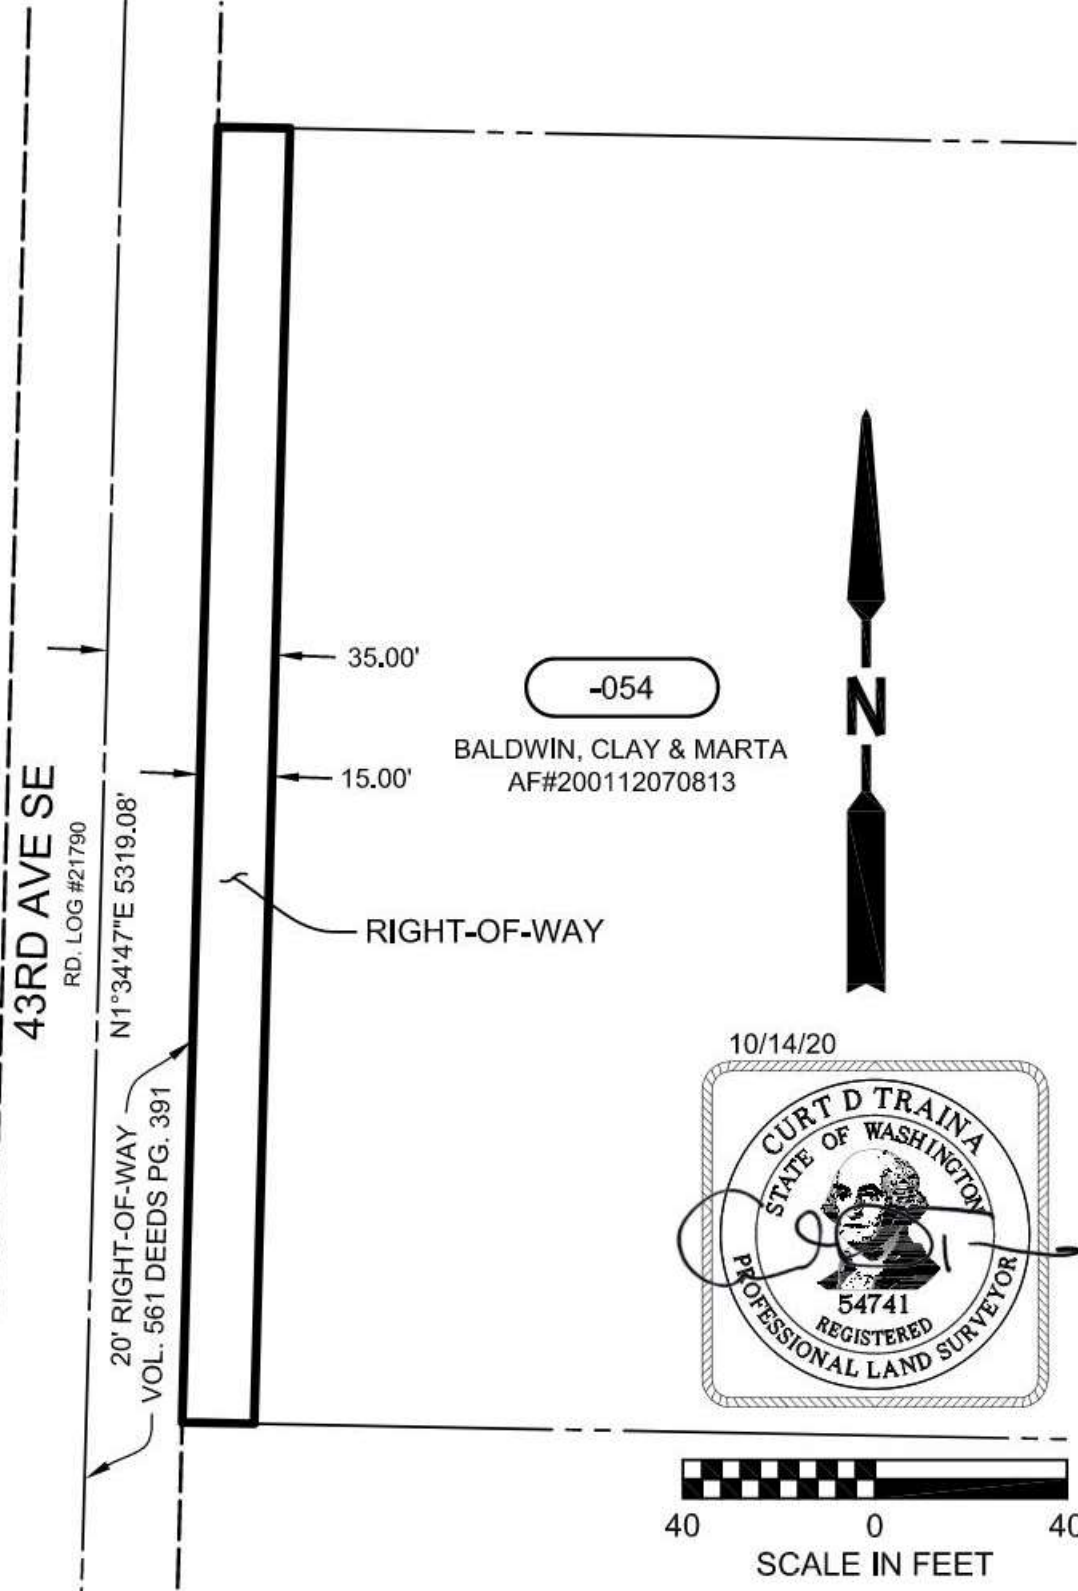 35.00'
-054
BALDWIN, CLAY & MARTA
AF#200112070813
15.00'
N
43RD AVE SE
RD. LOG #21790
N1°34'47"E 5319.08'
RIGHT-OF-WAY
20' RIGHT-OF-WAY
VOL. 561 DEEDS PG. 391
10/14/20
CURT D TRAINA
STATE OF WASHINGTON
54741
REGISTERED
PROFESSIONAL LAND SURVEYOR
40 0 40
SCALE IN FEET